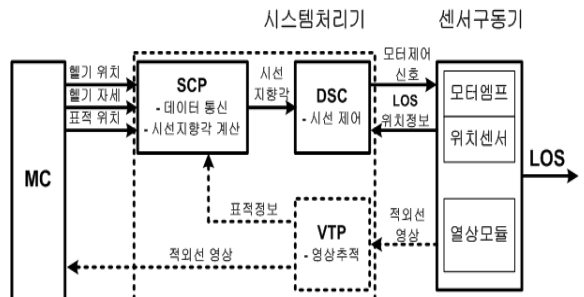 시스템처리기
센서구동기
MC
헬기 위치
헬기 자세
표적 위치
SCP
- 데이터 통신
- 시선지향각 계산
시선
지향각
DSC
- 시선 제어
모터제어
신호
LOS
위치정보
모터엠프
위치센서
열상모듈
LOS
표적정보
VTP
- 영상추적
적외선
영상
적외선 영상